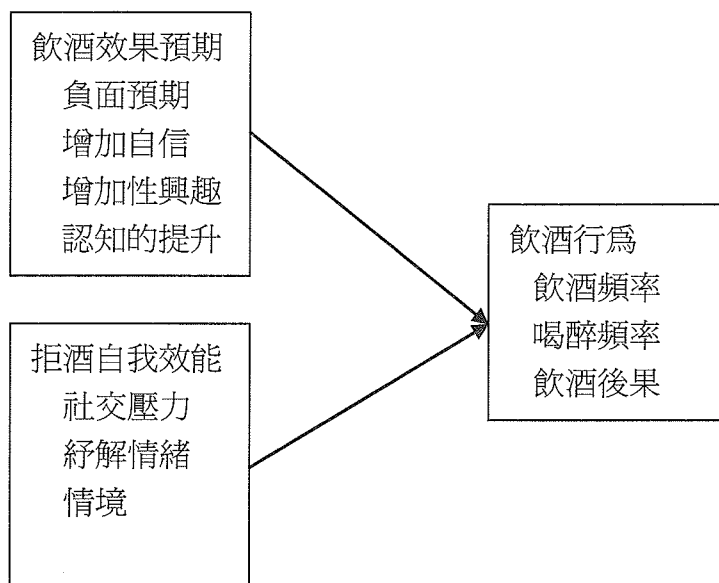 飲酒效果預期
負面預期
增加自信
增加性興趣
認知的提升
拒酒自我效能
社交壓力
紓解情緒
情境
飲酒行爲
飲酒頻率
喝醉頻率
飲酒後果